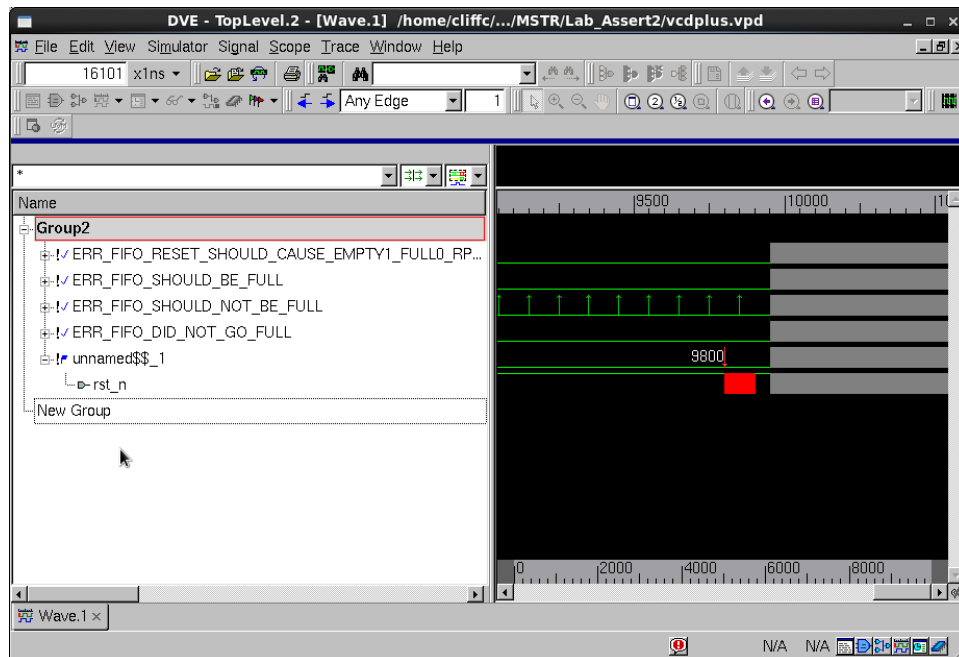 DVE - TopLevel.2 - [Wave.1] /home/cliffc/.../MSTR/Lab_Assert2/vcdplus.vpd
File Edit View Simulator Signal Scope Trace Window Help
16101 x1ns
Any Edge 1
*
Name
9500 10000
Group2
ERR_FIFO_RESET_SHOULD_CAUSE_EMPTY1_FULL0_RP...
ERR_FIFO_SHOULD_BE_FULL
ERR_FIFO_SHOULD_NOT_BE_FULL
ERR_FIFO_DID_NOT_GO_FULL
unnamed$$_1 9800
rst_n
New Group
0 2000 4000 6000 8000
Wave.1
N/A N/A